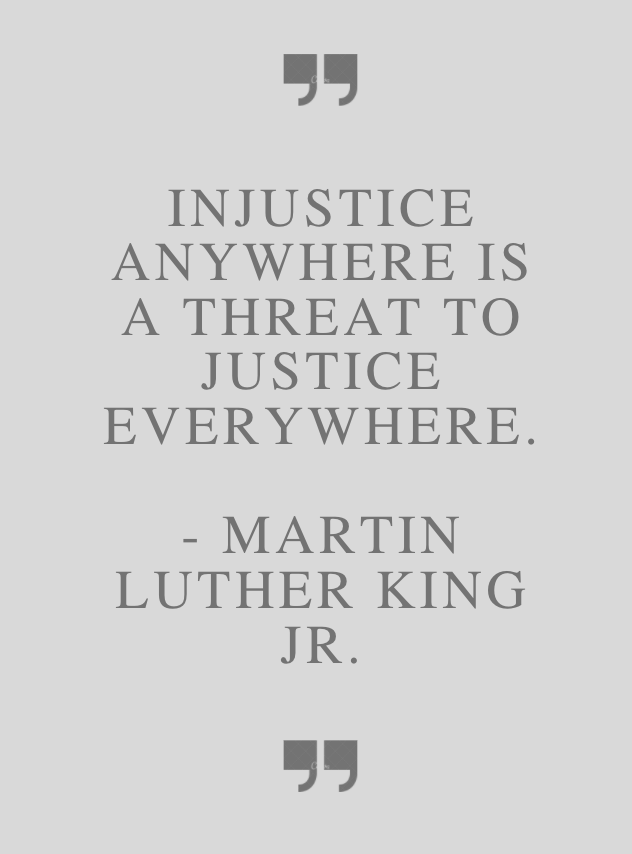 INJUSTICE
ANYWHERE IS
A THREAT TO
JUSTICE
EVERYWHERE.
- MARTIN
LUTHER KING
JR.